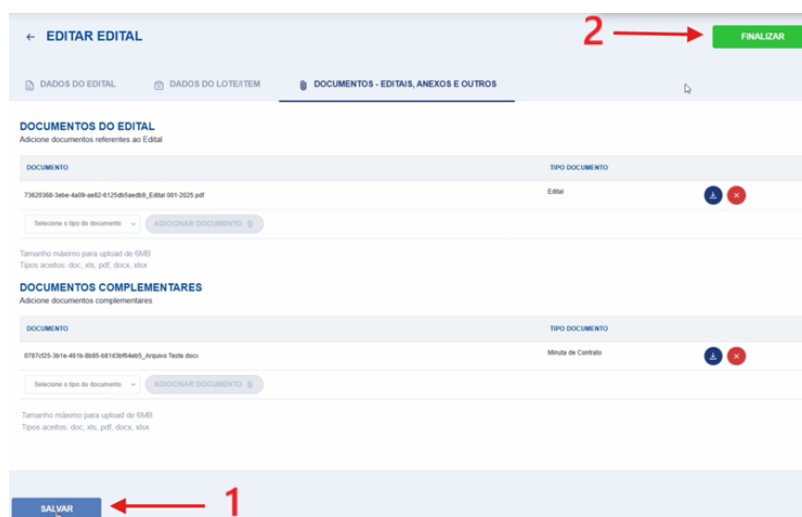 ← EDITAR EDITAL
2
FINALIZAR
DADOS DO EDITAL
DADOS DO LOTE/ITEM
DOCUMENTOS - EDITAIS, ANEXOS E OUTROS
DOCUMENTOS DO EDITAL
Adicione documentos referentes ao Edital
DOCUMENTO TIPO DOCUMENTO
73620368-3ebe-4a09-ae82-6125db5aedb9_Edital 001-2025.pdf Edital
Selecione o tipo do documento ADICIONAR DOCUMENTO
Tamanho máximo para upload de 6MB
Tipos aceitos: doc, xls, pdf, docx, xlsx
DOCUMENTOS COMPLEMENTARES
Adicione documentos complementares
DOCUMENTO TIPO DOCUMENTO
0787cf25-3b1e-461b-8b85-b81d3bf64eb5_Arquivo Teste.docx Minuta de Contrato
Selecione o tipo do documento ADICIONAR DOCUMENTO
Tamanho máximo para upload de 6MB
Tipos aceitos: doc, xls, pdf, docx, xlsx
SALVAR
1